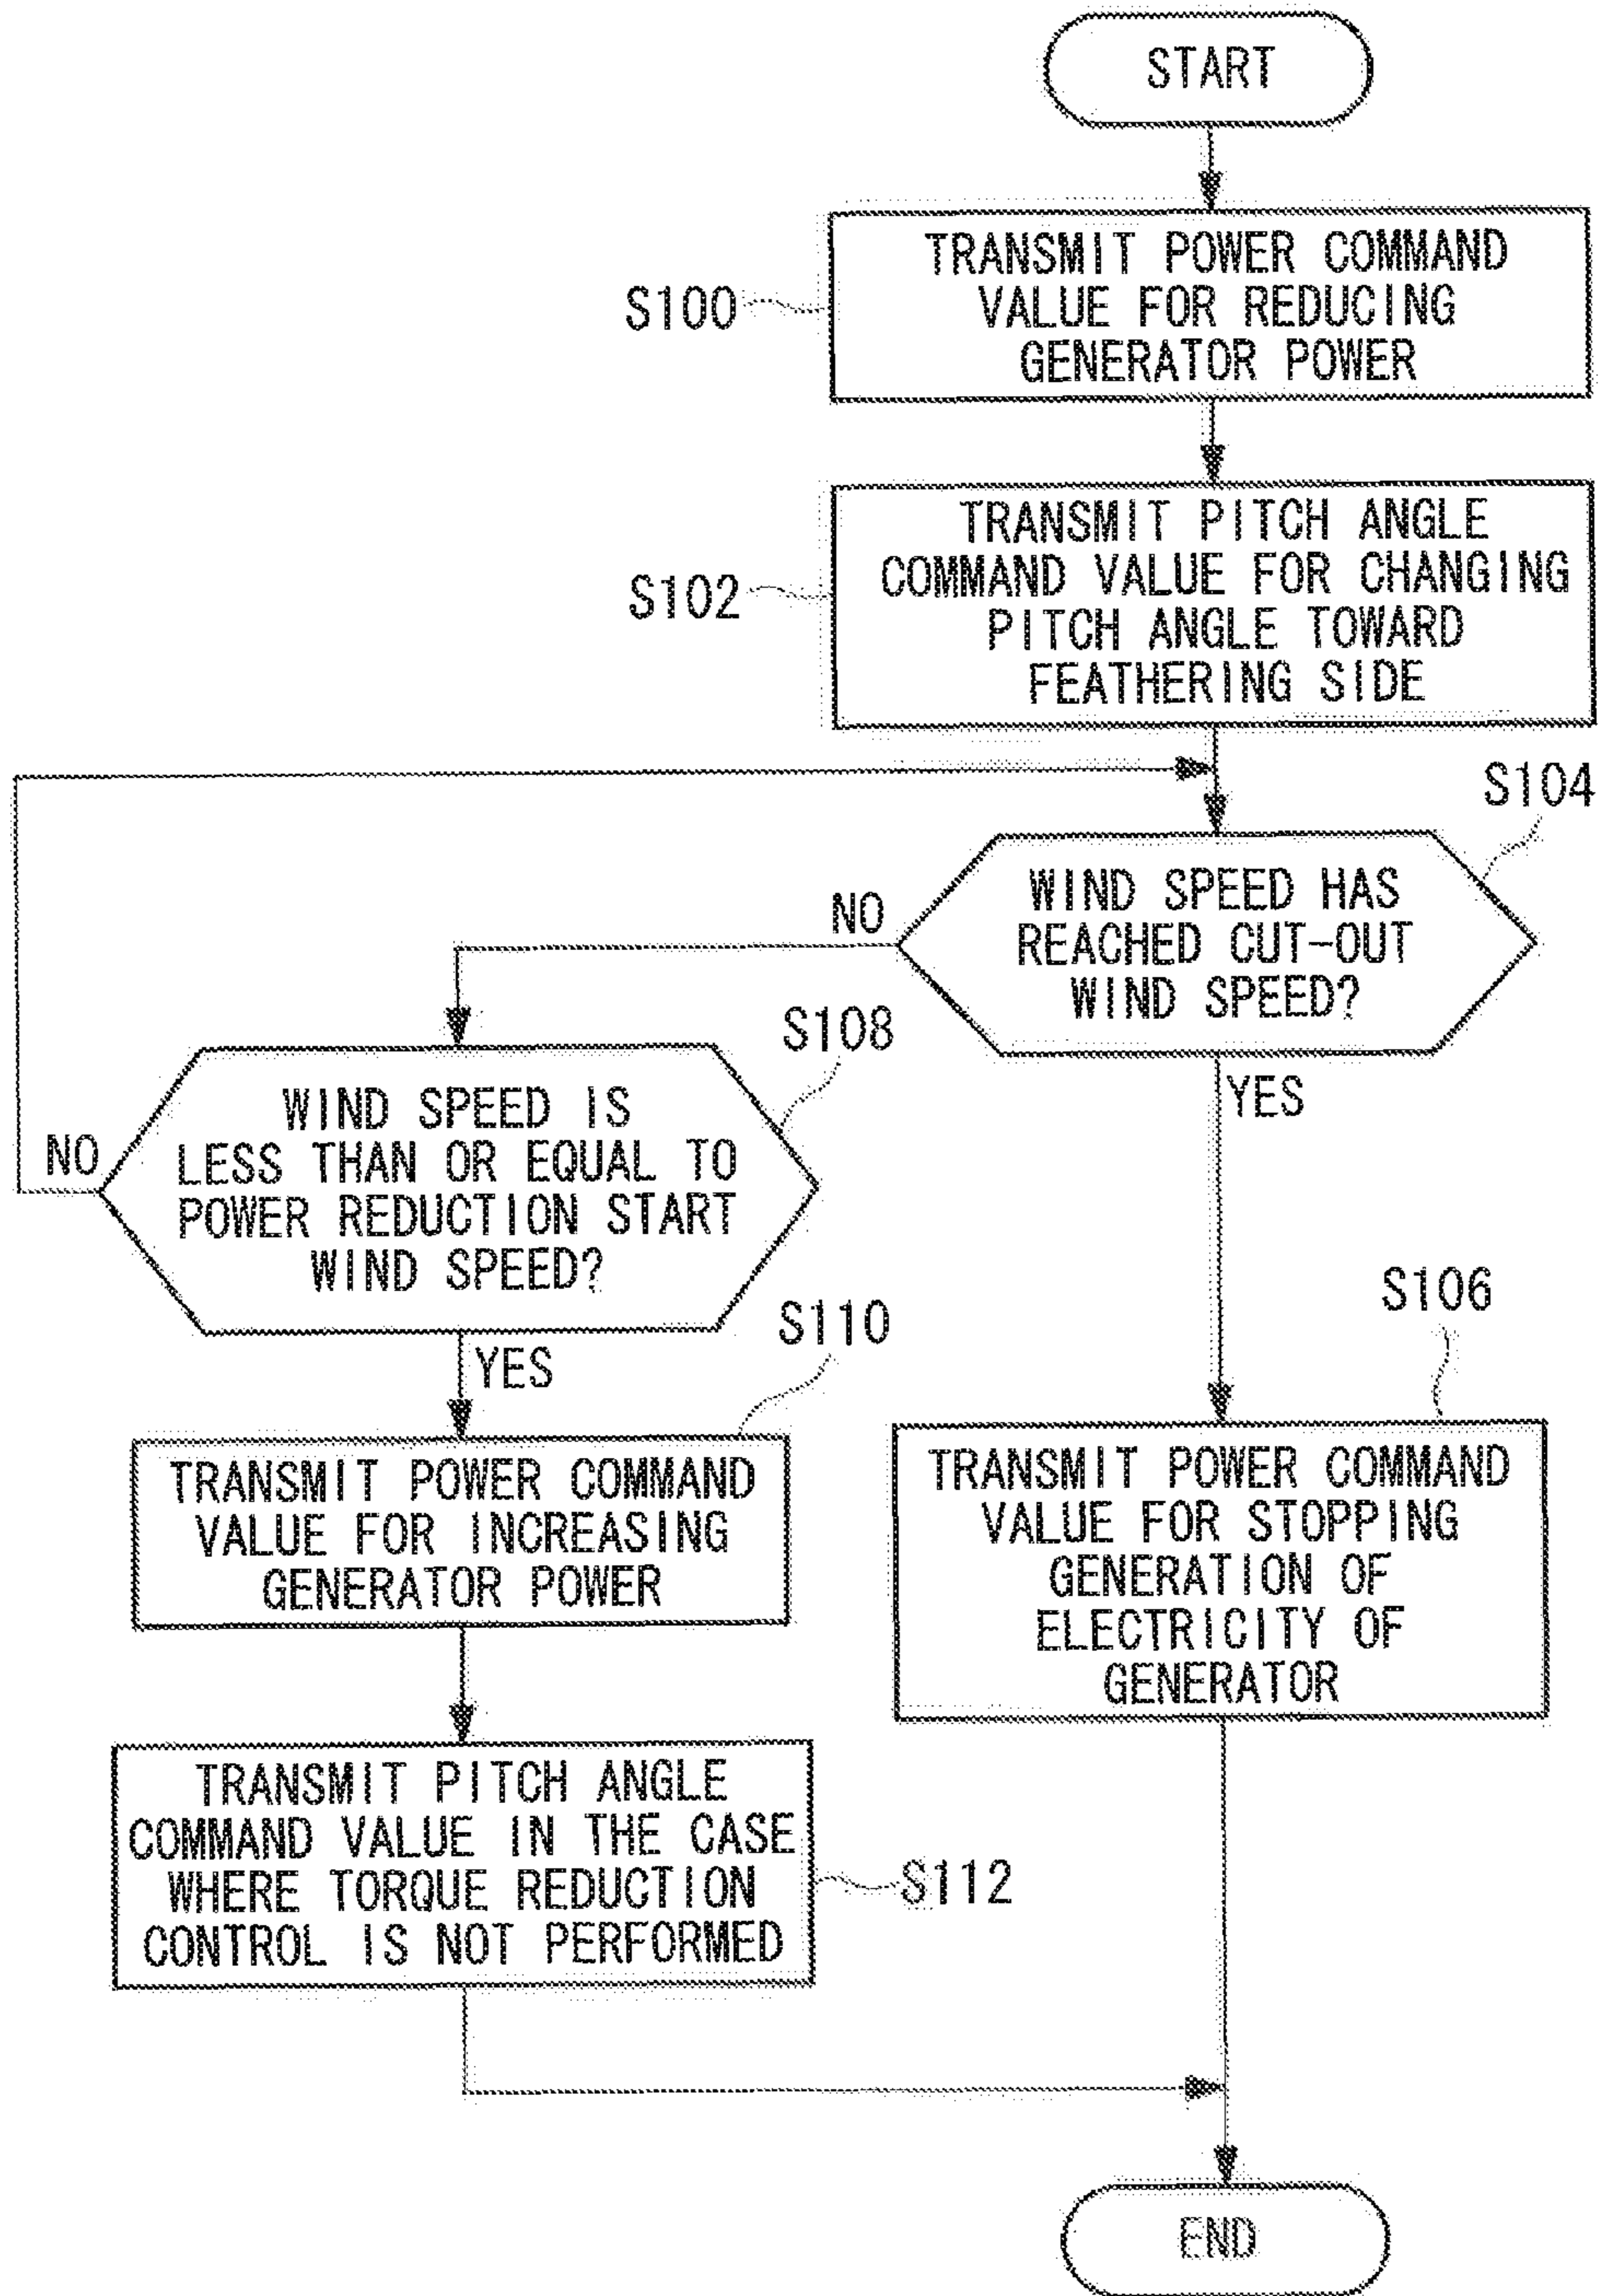 START
TRANSMIT POWER COMMAND
VALUE FOR REDUCING
GENERATOR POWER
S100
TRANSMIT PITCH ANGLE
COMMAND VALUE FOR CHANGING
PITCH ANGLE TOWARD
FEATHERING SIDE
S102
S104
WIND SPEED HAS
REACHED CUT-OUT
WIND SPEED?
NO
YES
S108
WIND SPEED IS
LESS THAN OR EQUAL TO
POWER REDUCTION START
WIND SPEED?
NO
YES
S110
TRANSMIT POWER COMMAND
VALUE FOR INCREASING
GENERATOR POWER
S106
TRANSMIT POWER COMMAND
VALUE FOR STOPPING
GENERATION OF
ELECTRICITY OF
GENERATOR
TRANSMIT PITCH ANGLE
COMMAND VALUE IN THE CASE
WHERE TORQUE REDUCTION
CONTROL IS NOT PERFORMED
S112
END